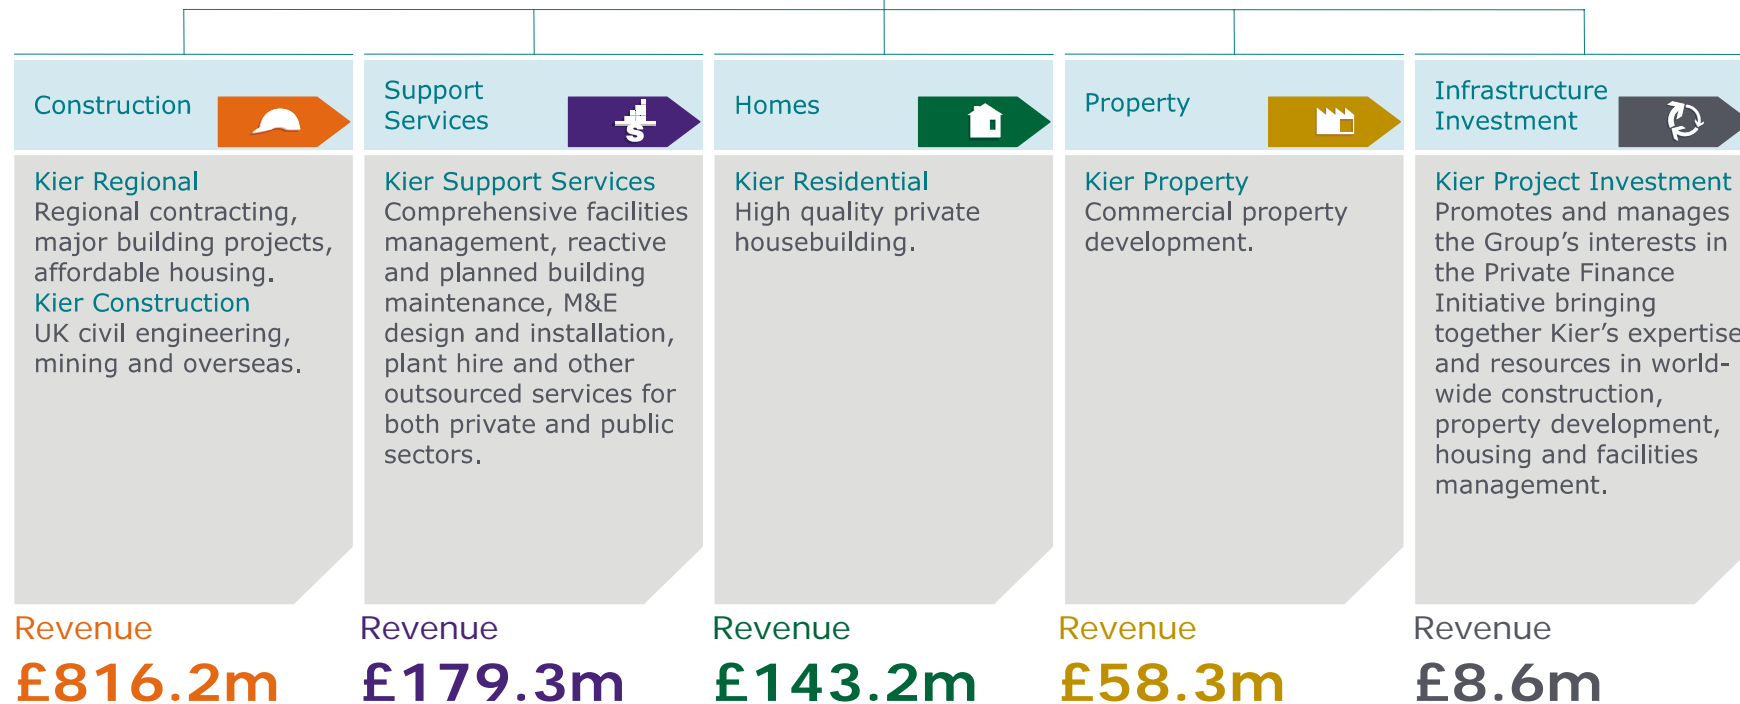 Construction
Kier Regional
Regional contracting,
major building projects,
affordable housing.
Kier Construction
UK civil engineering,
mining and overseas.
Revenue
£816.2m
Support
Services
S
Kier Support Services
Comprehensive facilities
management, reactive
and planned building
maintenance, M&E
design and installation,
plant hire and other
outsourced services for
both private and public
sectors.
Revenue
£179.3m
Homes
Kier Residential
High quality private
housebuilding.
Revenue
£143.2m
Property
Kier Property
Commercial property
development.
Revenue
£58.3m
Infrastructure
Investment
Kier Project Investment
Promotes and manages
the Group’s interests in
the Private Finance
Initiative bringing
together Kier’s expertise
and resources in world-
wide construction,
property development,
housing and facilities
management.
Revenue
£8.6m